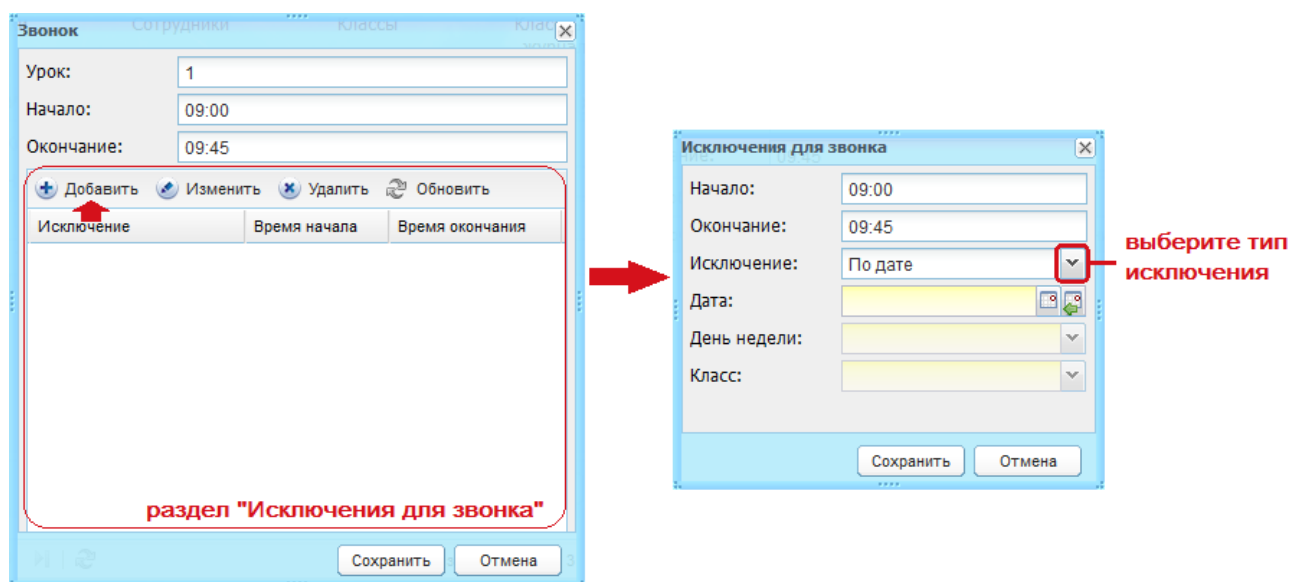 Сотрудники Классы
Звонок
Урок: 1
Начало: 09:00
Окончание: 09:45
Добавить Изменить Удалить Обновить
Исключение Время начала Время окончания
раздел "Исключения для звонка"
Сохранить Отмена
Исключения для звонка
Начало: 09:00
Окончание: 09:45
Исключение: По дате
Дата:
День недели:
Класс:
Сохранить Отмена
выберите тип
исключения